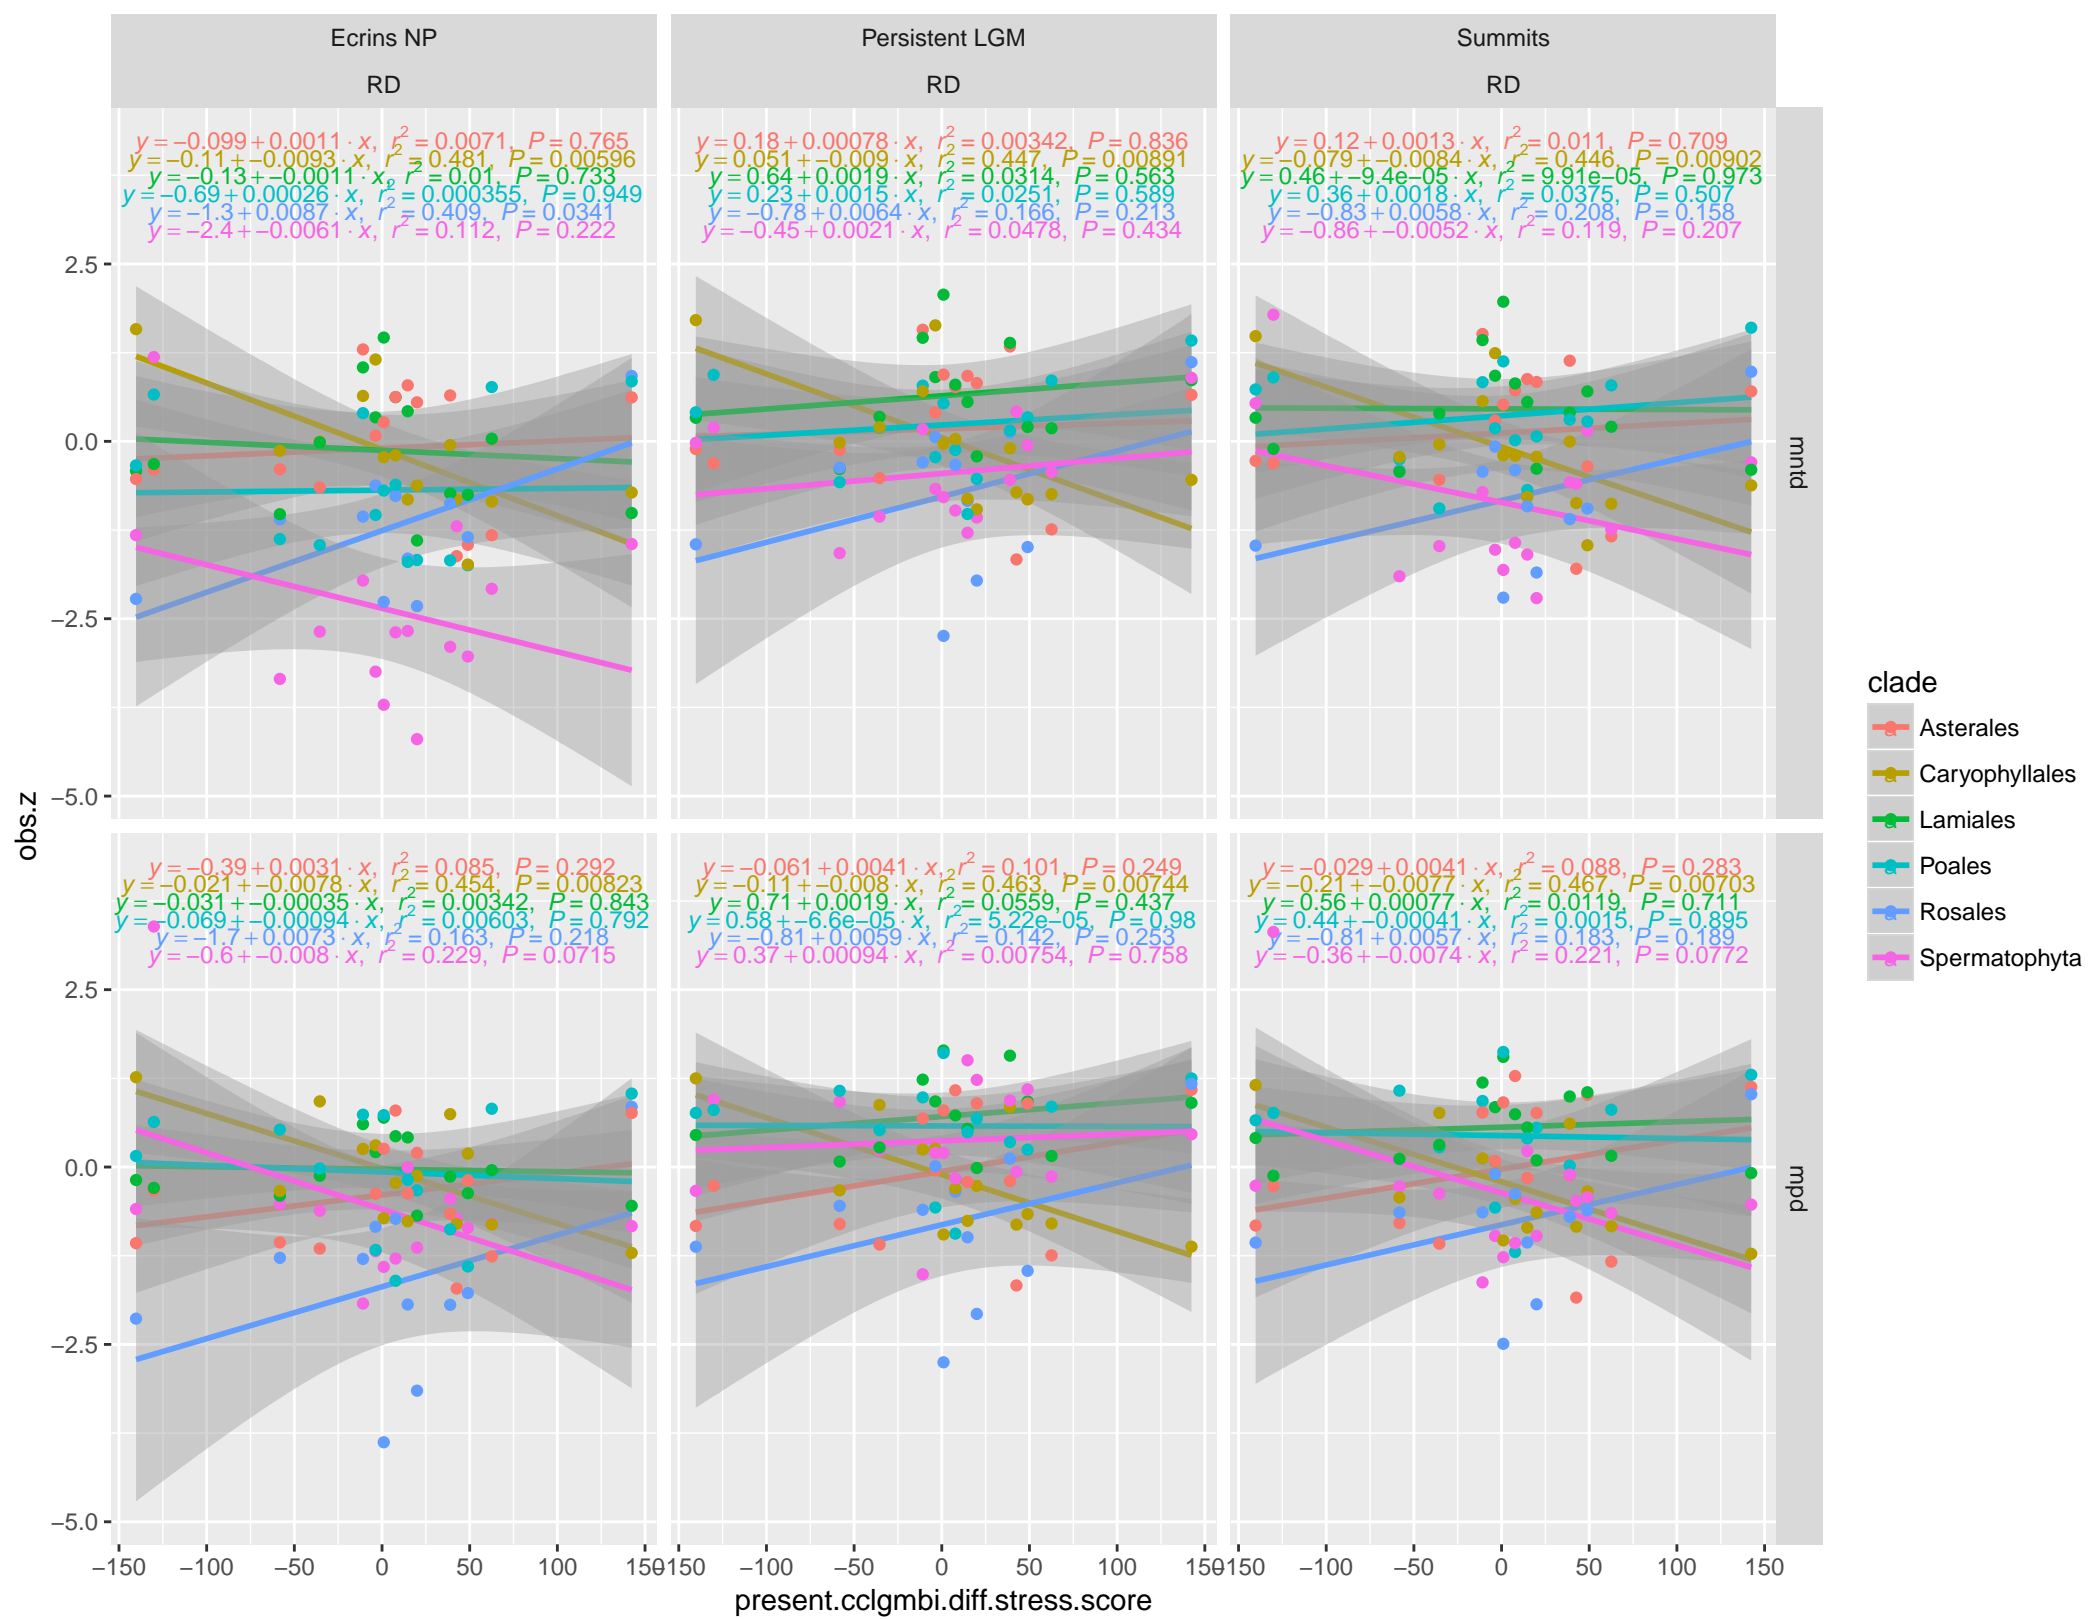 Ecrins NP
Persistent LGM
Summits
RD
RD
RD
y = −0.099 + 0.0011 · x, r² = 0.0071, P = 0.765
y = −0.11 + −0.0093 · x, r² = 0.481, P = 0.00596
y = −0.13 + −0.0011 · x, r² = 0.01, P = 0.733
y = −0.69 + 0.00026 · x, r² = 0.000355, P = 0.949
y = −1.3 + 0.0087 · x, r² = 0.409, P = 0.0341
y = −2.4 + −0.0061 · x, r² = 0.112, P = 0.222
y = 0.18 + 0.00078 · x, r² = 0.00342, P = 0.836
y = 0.051 + −0.009 · x, r² = 0.447, P = 0.00891
y = 0.64 + 0.0019 · x, r² = 0.0314, P = 0.563
y = 0.23 + 0.0015 · x, r² = 0.0251, P = 0.589
y = −0.78 + 0.0064 · x, r² = 0.166, P = 0.213
y = −0.45 + 0.0021 · x, r² = 0.0478, P = 0.434
y = 0.12 + 0.0013 · x, r² = 0.011, P = 0.709
y = −0.079 + −0.0084 · x, r² = 0.446, P = 0.00902
y = 0.46 + −9.4e−05 · x, r² = 9.91e−05, P = 0.973
y = 0.36 + 0.0018 · x, r² = 0.0375, P = 0.507
y = −0.83 + 0.0058 · x, r² = 0.208, P = 0.158
y = −0.86 + −0.0052 · x, r² = 0.119, P = 0.207
2.5
0.0
−2.5
−5.0
mntd
y = −0.39 + 0.0031 · x, r² = 0.085, P = 0.292
y = −0.021 + −0.0078 · x, r² = 0.454, P = 0.00823
y = −0.031 + −0.00035 · x, r² = 0.00342, P = 0.843
y = −0.069 + −0.00094 · x, r² = 0.00603, P = 0.792
y = −1.7 + 0.0073 · x, r² = 0.163, P = 0.218
y = −0.6 + −0.008 · x, r² = 0.229, P = 0.0715
y = −0.061 + 0.0041 · x, r² = 0.101, P = 0.249
y = −0.11 + −0.008 · x, r² = 0.463, P = 0.00744
y = 0.71 + 0.0019 · x, r² = 0.0559, P = 0.437
y = 0.58 + −6.6e−05 · x, r² = 5.22e−05, P = 0.98
y = −0.81 + 0.0059 · x, r² = 0.142, P = 0.253
y = 0.37 + 0.00094 · x, r² = 0.00754, P = 0.758
y = −0.029 + 0.0041 · x, r² = 0.088, P = 0.283
y = −0.21 + −0.0077 · x, r² = 0.467, P = 0.00703
y = 0.56 + 0.00077 · x, r² = 0.0119, P = 0.711
y = 0.44 + −0.00041 · x, r² = 0.0015, P = 0.895
y = −0.81 + 0.0057 · x, r² = 0.183, P = 0.189
y = −0.36 + −0.0074 · x, r² = 0.221, P = 0.0772
2.5
0.0
−2.5
−5.0
mpd
−150 −100 −50 0 50 100 150
−150 −100 −50 0 50 100 150
−150 −100 −50 0 50 100 150
present.cclgmbi.diff.stress.score
obs.z
clade
a Asterales
a Caryophyllales
a Lamiales
a Poales
a Rosales
a Spermatophyta